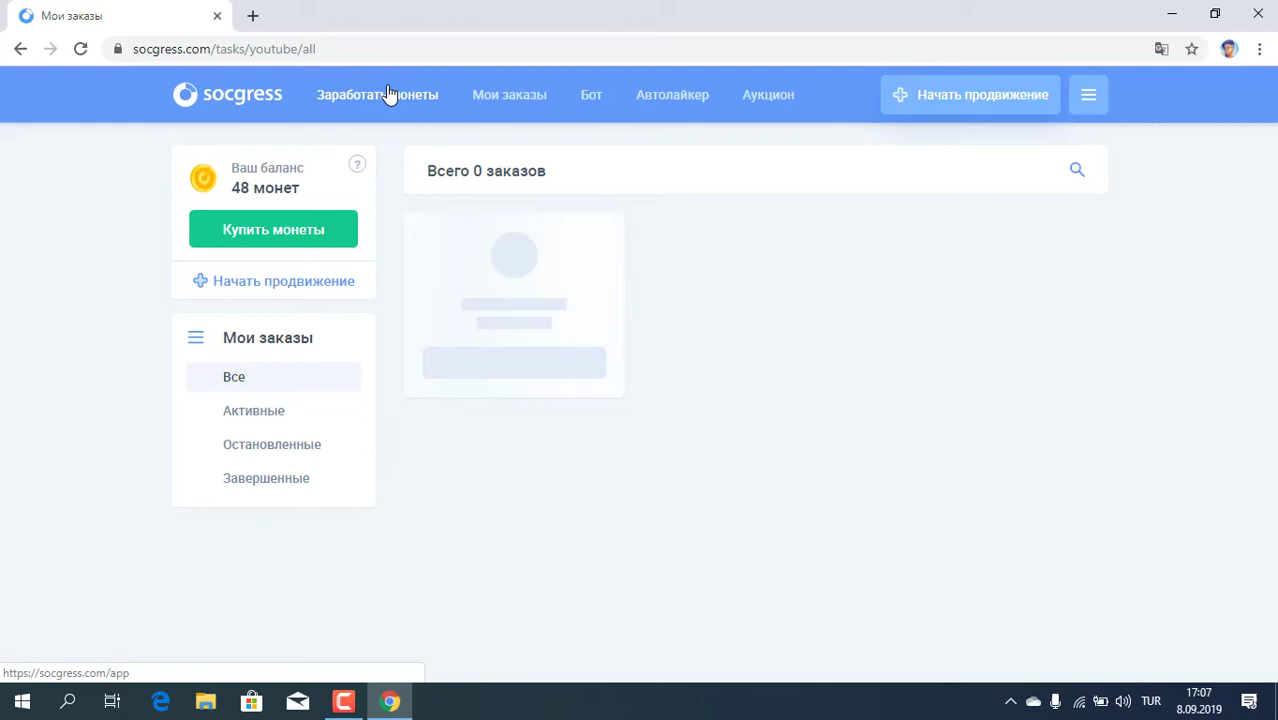 Мои заказы
socgress.com/tasks/youtube/all
socgress
Заработать монеты
Мои заказы
Бот
Автолайкер
Аукцион
Начать продвижение
Ваш баланс
48 монет
?
Купить монеты
Начать продвижение
Всего 0 заказов
Мои заказы
Все
Активные
Остановленные
Завершенные
https://socgress.com/app
TUR
17:07
8.09.2019